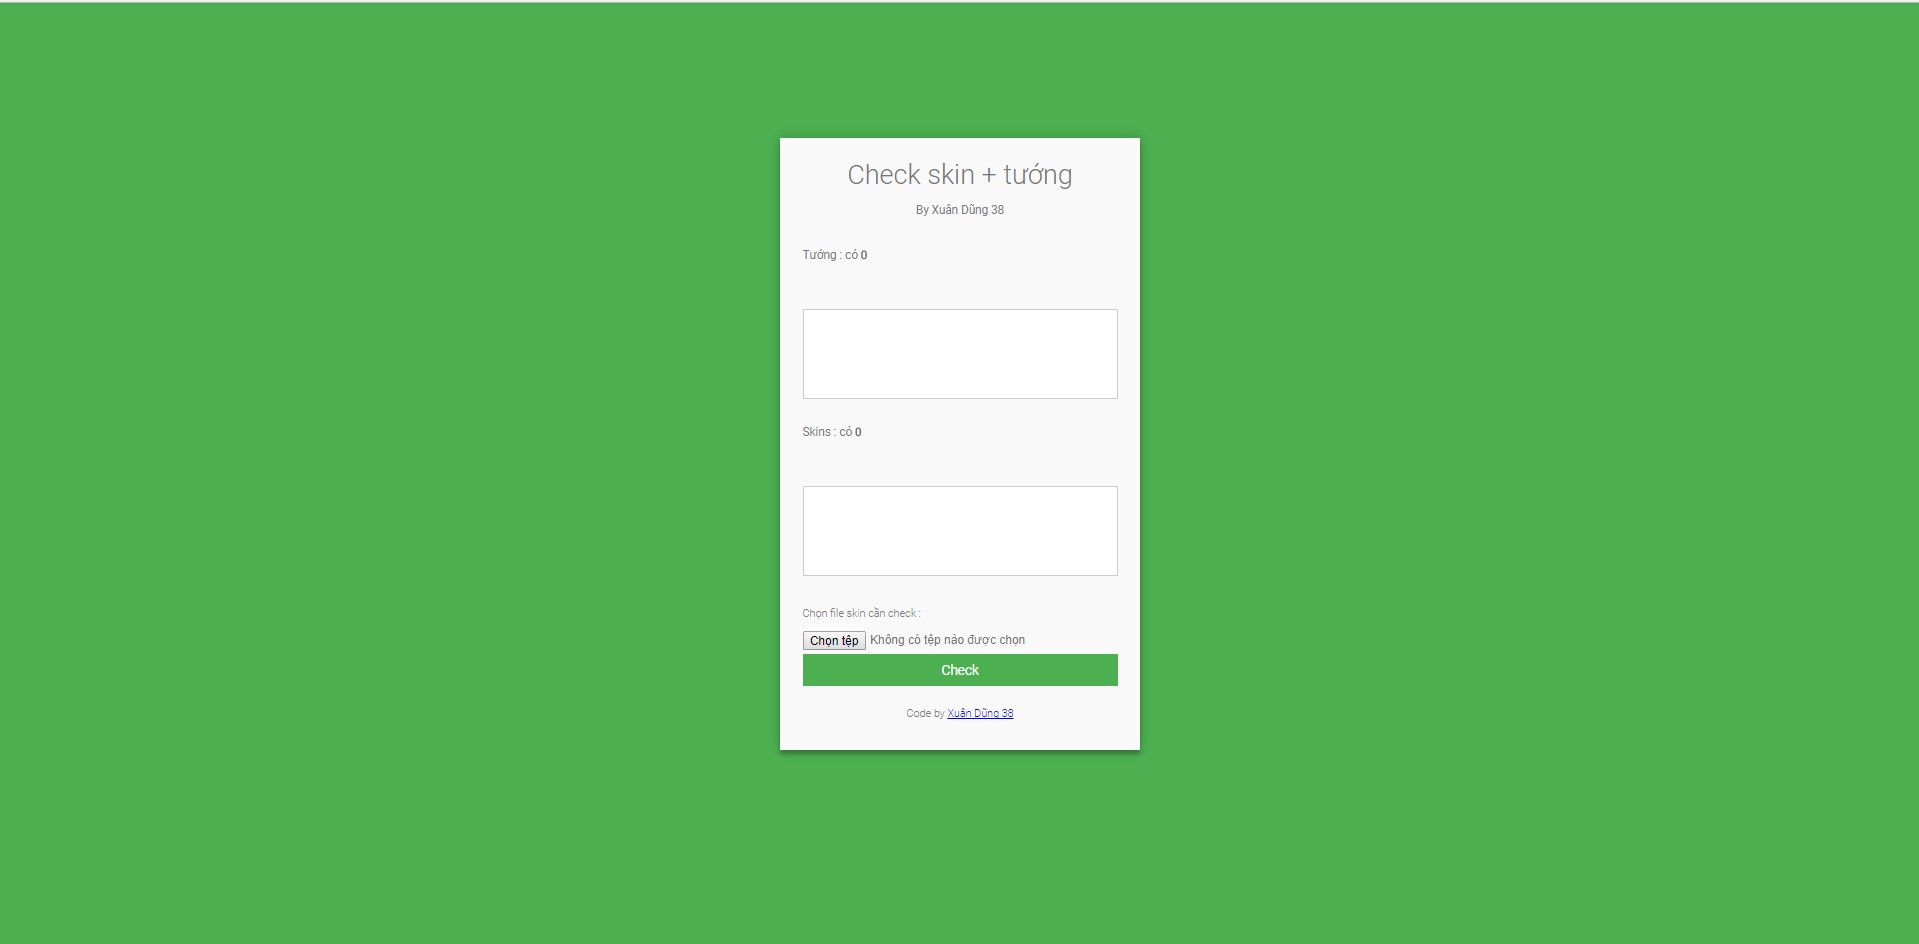 Check skin + tướng
By Xuân Dũng 38
Tướng : có 0
Skins : có 0
Chọn file skin cần check :
Chọn tệp Không có tệp nào được chọn
Check
Code by Xuân Dũng 38